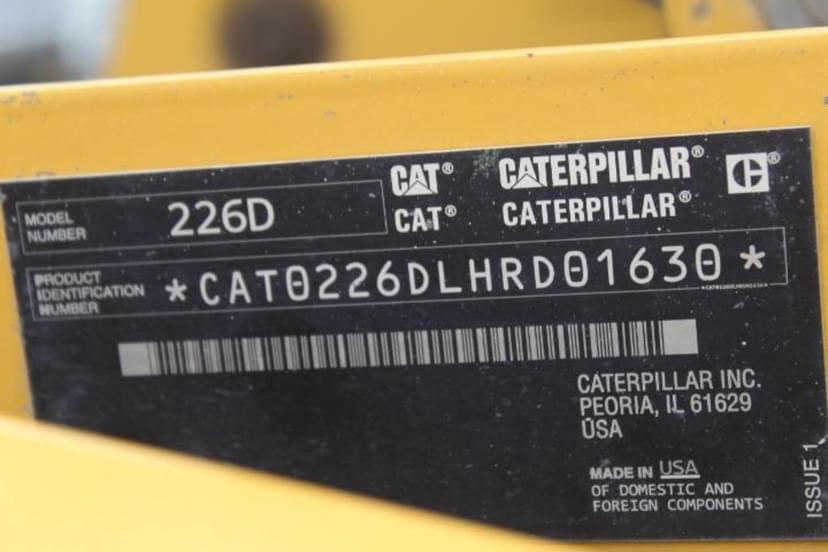 CAT® CATERPILLAR® C®
CAT® CATERPILLAR®
MODEL NUMBER 226D
PRODUCT IDENTIFICATION NUMBER *CAT0226DLHRD01630*
CATERPILLAR INC.
PEORIA, IL 61629
USA
MADE IN USA
OF DOMESTIC AND
FOREIGN COMPONENTS
ISSUE 1